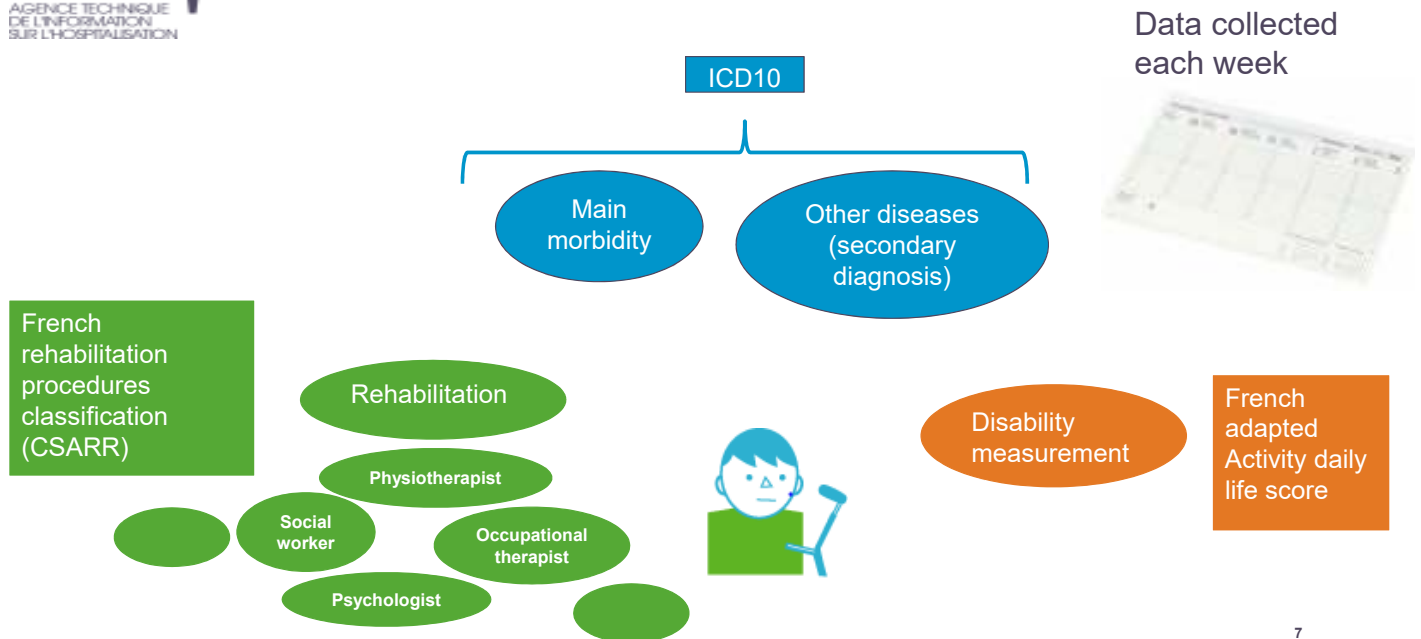 AGENCE TECHNIQUE
DE L'INFORMATION
SUR L'HOSPITALISATION
Data collected
each week
ICD10
Main
morbidity
Other diseases
(secondary
diagnosis)
French
rehabilitation
procedures
classification
(CSARR)
Rehabilitation
Physiotherapist
Social
worker
Occupational
therapist
Psychologist
Disability
measurement
French
adapted
Activity daily
life score
7